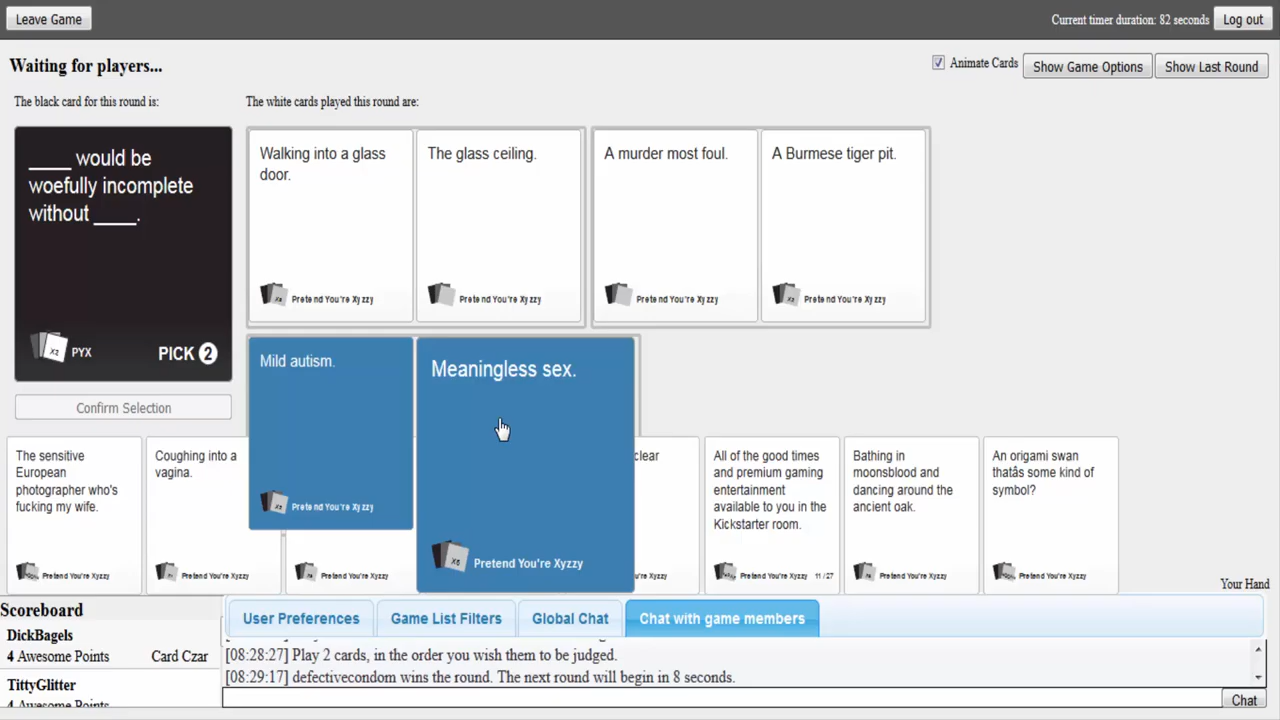 Leave Game
Current timer duration: 82 seconds
Log out
Waiting for players...
Animate Cards
Show Game Options
Show Last Round
The black card for this round is:
The white cards played this round are:
____ would be
woefully incomplete
without ____.
PYX
PICK 2
Confirm Selection
Walking into a glass
door.
X6
Pretend You're Xyzzy
The glass ceiling.
Pretend You're Xyzzy
A murder most foul.
Pretend You're Xyzzy
A Burmese tiger pit.
Pretend You're Xyzzy
Mild autism.
Pretend You're Xyzzy
Meaningless sex.
X6
Pretend You're Xyzzy
The sensitive
European
photographer who's
fucking my wife.
Pretend You're Xyzzy
Coughing into a
vagina.
Pretend You're Xyzzy
Pretend You're Xyzzy
clear
All of the good times
and premium gaming
entertainment
available to you in the
Kickstarter room.
Pretend You're Xyzzy
11 / 27
Bathing in
moonsblood and
dancing around the
ancient oak.
Pretend You're Xyzzy
An origami swan
thatâs some kind of
symbol?
Pretend You're Xyzzy
Your Hand
Scoreboard
DickBagels
4 Awesome Points
Card Czar
TittyGlitter
4 Awesome Points
User Preferences
Game List Filters
Global Chat
Chat with game members
[08:28:27] Play 2 cards, in the order you wish them to be judged.
[08:29:17] defectivecondom wins the round. The next round will begin in 8 seconds.
Chat